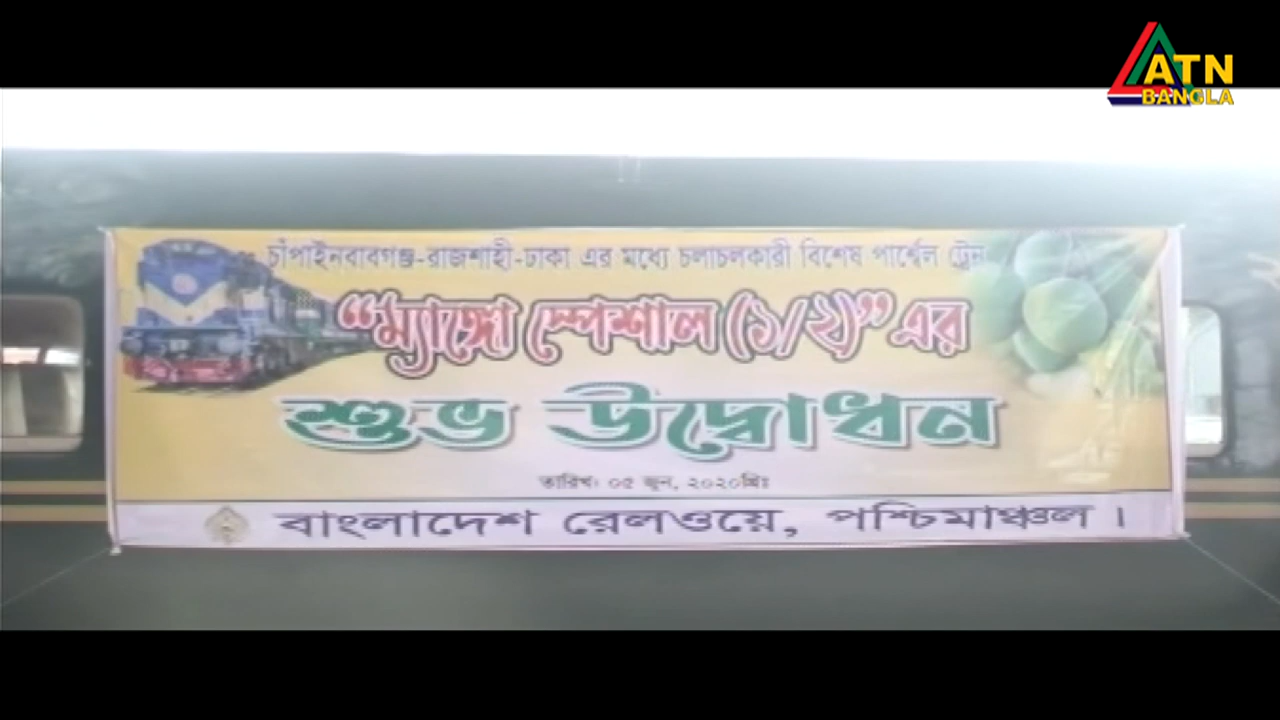 ATN
BANGLA
চাঁপাইনবাবগঞ্জ-রাজশাহী-ঢাকা এর মধ্যে চলাচলকারী বিশেষ পার্শ্বেল ট্রেন
“ম্যাঙ্গো স্পেশাল (১/২)” এর
শুভ উদ্বোধন
তারিখ: ০৫ জুন, ২০২০খ্রিঃ
বাংলাদেশ রেলওয়ে, পশ্চিমাঞ্চল।